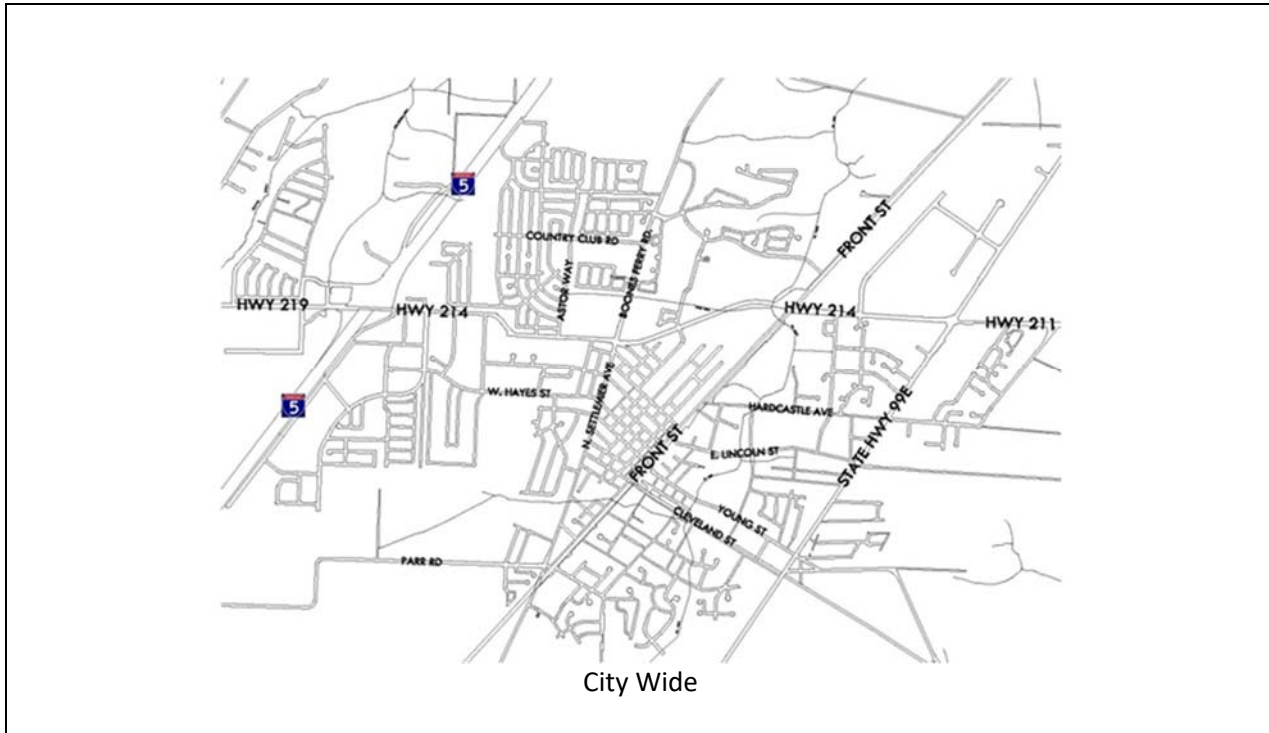 5
FRONT ST
COUNTRY CLUB RD
BOONES FERRY RD.
ASTOR WAY
HWY 219
HWY 214
HWY 214
HWY 211
W. HAYES ST
N. SETTLEMIER AVE
5
HARDCASTLE AVE
STATE HWY 99E
FRONT ST
E. LINCOLN ST
YOUNG ST
CLEVELAND ST
PARR RD
City Wide